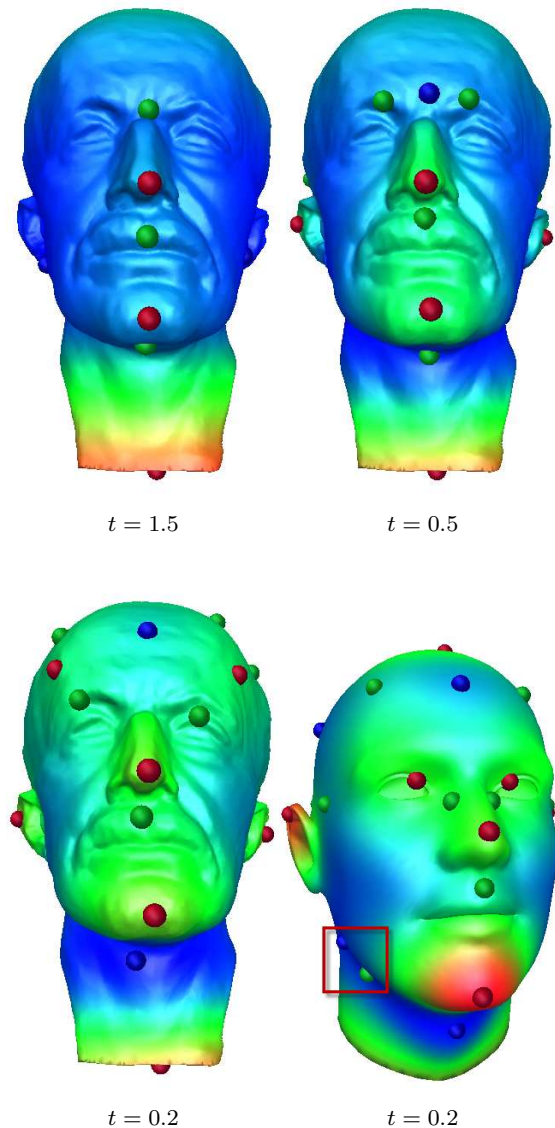 t = 1.5
t = 0.5
t = 0.2
t = 0.2